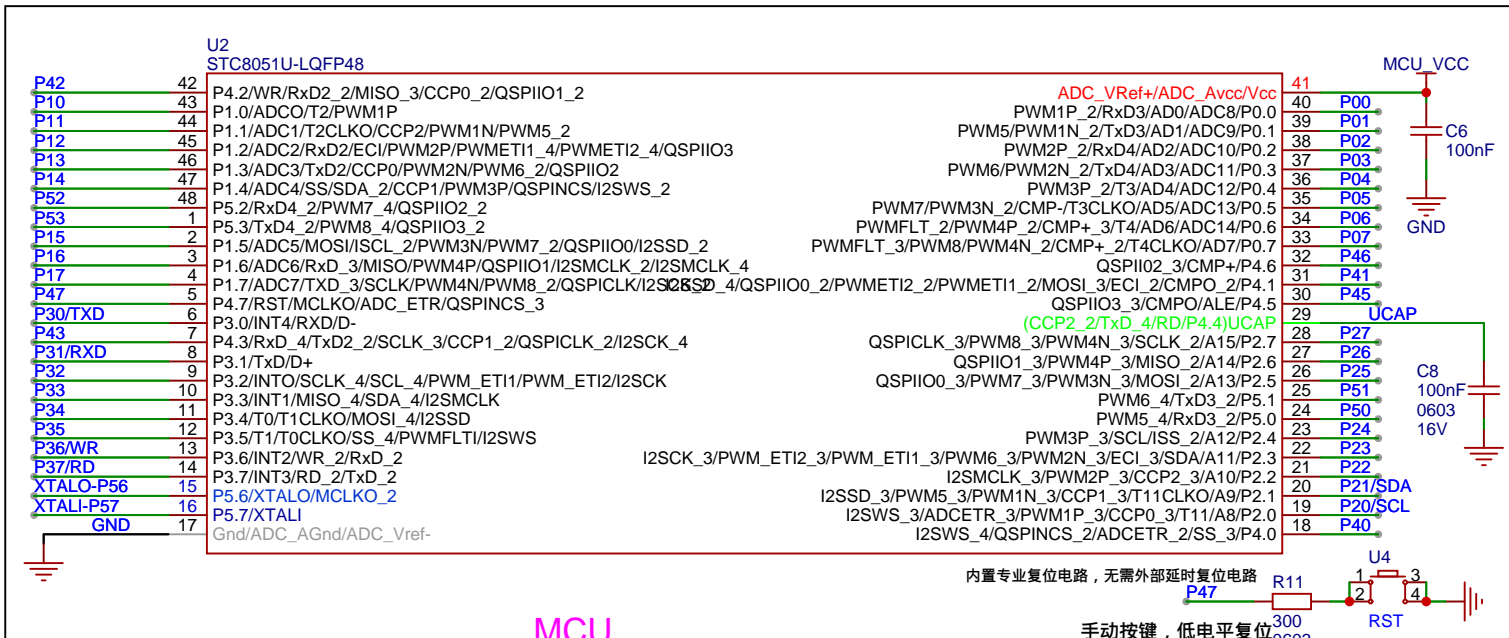 U2
STC8051U-LQFP48
P42 42 P4.2/WR/RxD2_2/MISO_3/CCP0_2/QSPIIO1_2
P10 43 P1.0/ADCO/T2/PWM1P
P11 44 P1.1/ADC1/T2CLKO/CCP2/PWM1N/PWM5_2
P12 45 P1.2/ADC2/RxD2/ECI/PWM2P/PWMETI1_4/PWMETI2_4/QSPIIO3
P13 46 P1.3/ADC3/TxD2/CCP0/PWM2N/PWM6_2/QSPIIO2
P14 47 P1.4/ADC4/SS/SDA_2/CCP1/PWM3P/QSPINCS/I2SWS_2
P52 48 P5.2/RxD4_2/PWM7_4/QSPIIO2_2
P53 1 P5.3/TxD4_2/PWM8_4/QSPIIO3_2
P15 2 P1.5/ADC5/MOSI/ISCL_2/PWM3N/PWM7_2/QSPIIO0/I2SSD_2
P16 3 P1.6/ADC6/RxD_3/MISO/PWM4P/QSPIIO1/I2SMCLK_2/I2SMCLK_4
P17 4 P1.7/ADC7/TXD_3/SCLK/PWM4N/PWM8_2/QSPICLK/I2SCK_2
P47 5 P4.7/RST/MCLKO/ADC_ETR/QSPINCS_3
P30/TXD 6 P3.0/INT4/RXD/D-
P43 7 P4.3/RxD_4/TxD2_2/SCLK_3/CCP1_2/QSPICLK_2/I2SCK_4
P31/RXD 8 P3.1/TxD/D+
P32 9 P3.2/INTO/SCLK_4/SCL_4/PWM_ETI1/PWM_ETI2/I2SCK
P33 10 P3.3/INT1/MISO_4/SDA_4/I2SMCLK
P34 11 P3.4/T0/T1CLKO/MOSI_4/I2SSD
P35 12 P3.5/T1/T0CLKO/SS_4/PWMFLTI/I2SWS
P36/WR 13 P3.6/INT2/WR_2/RxD_2
P37/RD 14 P3.7/INT3/RD_2/TxD_2
XTALO-P56 15 P5.6/XTALO/MCLKO_2
XTALI-P57 16 P5.7/XTALI
GND 17 Gnd/ADC_AGnd/ADC_Vref-
ADC_VRef+/ADC_Avcc/Vcc 41 MCU_VCC
PWM1P_2/RxD3/AD0/ADC8/P0.0 40 P00
PWM5/PWM1N_2/TxD3/AD1/ADC9/P0.1 39 P01
PWM2P_2/RxD4/AD2/ADC10/P0.2 38 P02
PWM6/PWM2N_2/TxD4/AD3/ADC11/P0.3 37 P03
PWM3P_2/T3/AD4/ADC12/P0.4 36 P04
PWM7/PWM3N_2/CMP-/T3CLKO/AD5/ADC13/P0.5 35 P05
PWMFLT_2/PWM4P_2/CMP+_3/T4/AD6/ADC14/P0.6 34 P06
PWMFLT_3/PWM8/PWM4N_2/CMP+_2/T4CLKO/AD7/P0.7 33 P07
QSPII02_3/CMP+/P4.6 32 P46
I2SSD_4/QSPIIO0_2/PWMETI2_2/PWMETI1_2/MOSI_3/ECI_2/CMPO_2/P4.1 31 P41
QSPIIO3_3/CMPO/ALE/P4.5 30 P45
(CCP2_2/TxD_4/RD/P4.4)UCAP 29 UCAP
QSPICLK_3/PWM8_3/PWM4N_3/SCLK_2/A15/P2.7 28 P27
QSPIIO1_3/PWM4P_3/MISO_2/A14/P2.6 27 P26
QSPIIO0_3/PWM7_3/PWM3N_3/MOSI_2/A13/P2.5 26 P25
PWM6_4/TxD3_2/P5.1 25 P51
PWM5_4/RxD3_2/P5.0 24 P50
PWM3P_3/SCL/ISS_2/A12/P2.4 23 P24
I2SCK_3/PWM_ETI2_3/PWM_ETI1_3/PWM6_3/PWM2N_3/ECI_3/SDA/A11/P2.3 22 P23
I2SMCLK_3/PWM2P_3/CCP2_3/A10/P2.2 21 P22
I2SSD_3/PWM5_3/PWM1N_3/CCP1_3/T11CLKO/A9/P2.1 20 P21/SDA
I2SWS_3/ADCETR_3/PWM1P_3/CCP0_3/T11/A8/P2.0 19 P20/SCL
I2SWS_4/QSPINCS_2/ADCETR_2/SS_3/P4.0 18 P40
C6
100nF
GND
C8
100nF
0603
16V
内置专业复位电路，无需外部延时复位电路
P47
R11
300
U4
1 3
2 4
RST
手动按键，低电平复位
MCU